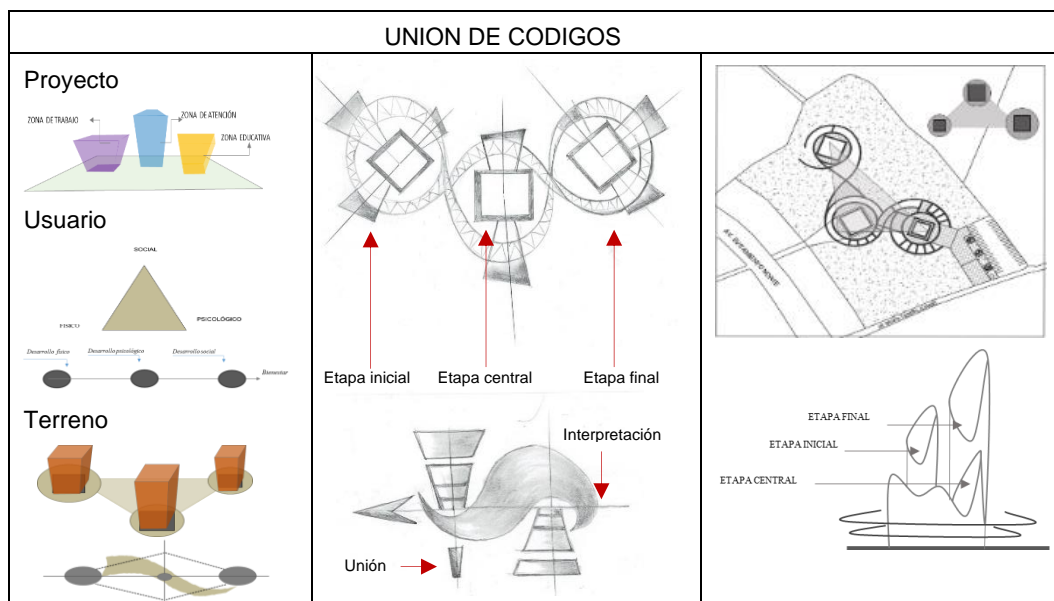 UNION DE CODIGOS
Proyecto
ZONA DE TRABAJO
ZONA DE ATENCIÓN
ZONA EDUCATIVA
Usuario
SOCIAL
FISICO
PSICOLÓGICO
Desarrollo fisico
Desarrollo psicológico
Desarrollo social
Bienestar
Terreno
Etapa inicial
Etapa central
Etapa final
Interpretación
Unión
ETAPA FINAL
ETAPA INICIAL
ETAPA CENTRAL